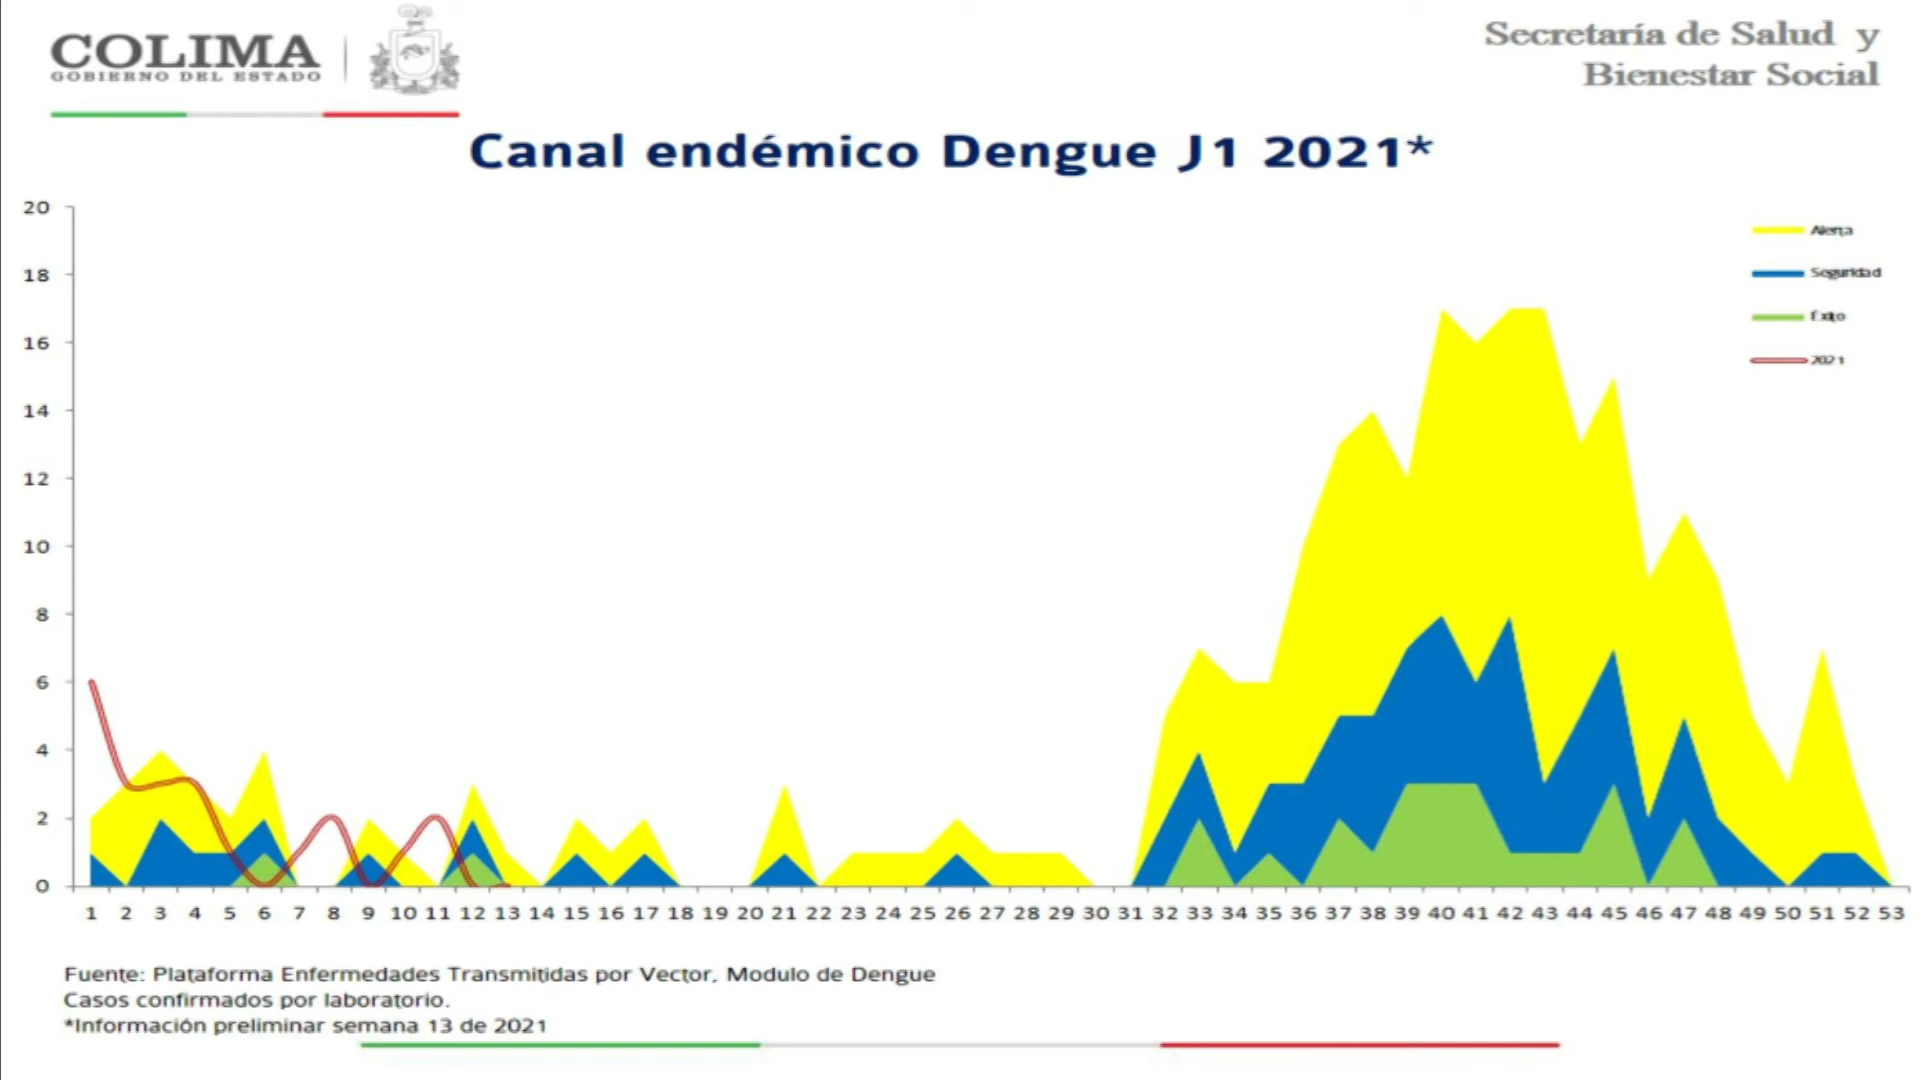 COLIMA
GOBIERNO DEL ESTADO
Secretaría de Salud y
Bienestar Social
Canal endémico Dengue J1 2021*
20
18
16
14
12
10
8
6
4
2
0
Alerta
Seguridad
Éxito
2021
1 2 3 4 5 6 7 8 9 10 11 12 13 14 15 16 17 18 19 20 21 22 23 24 25 26 27 28 29 30 31 32 33 34 35 36 37 38 39 40 41 42 43 44 45 46 47 48 49 50 51 52 53
Fuente: Plataforma Enfermedades Transmitidas por Vector, Modulo de Dengue
Casos confirmados por laboratorio.
*Información preliminar semana 13 de 2021